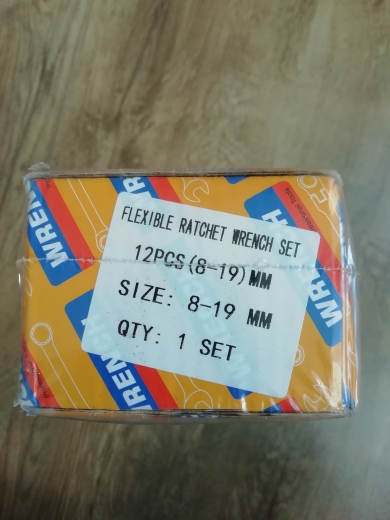 FLEXIBLE RATCHET WRENCH SET
12PCS(8-19)MM
SIZE: 8-19 MM
QTY: 1 SET